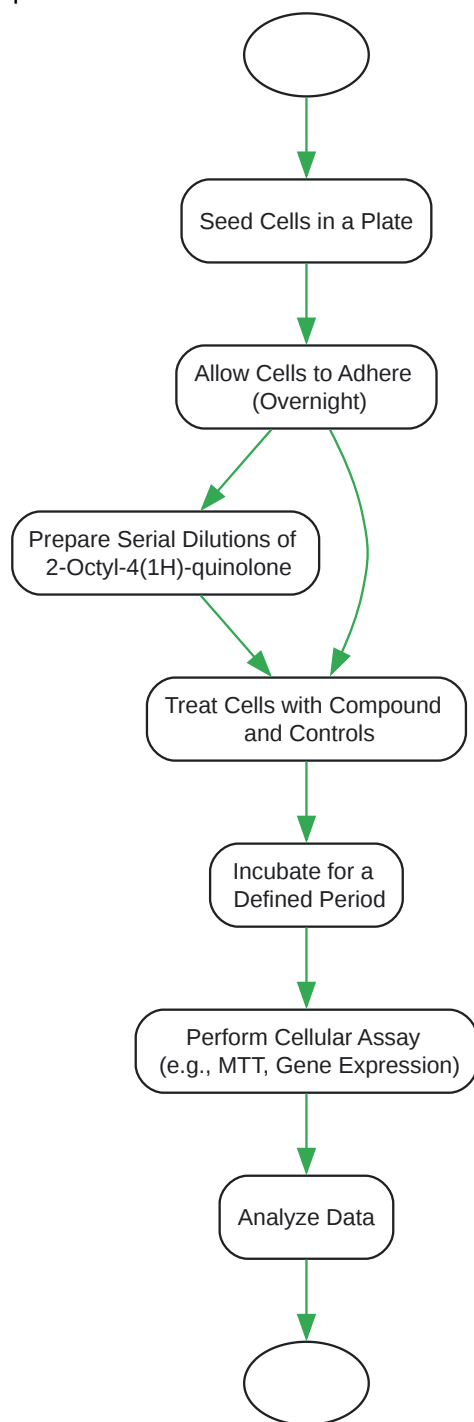 Seed Cells in a Plate
Allow Cells to Adhere
(Overnight)
Prepare Serial Dilutions of
2-Octyl-4(1H)-quinolone
Treat Cells with Compound
and Controls
Incubate for a
Defined Period
Perform Cellular Assay
(e.g., MTT, Gene Expression)
Analyze Data